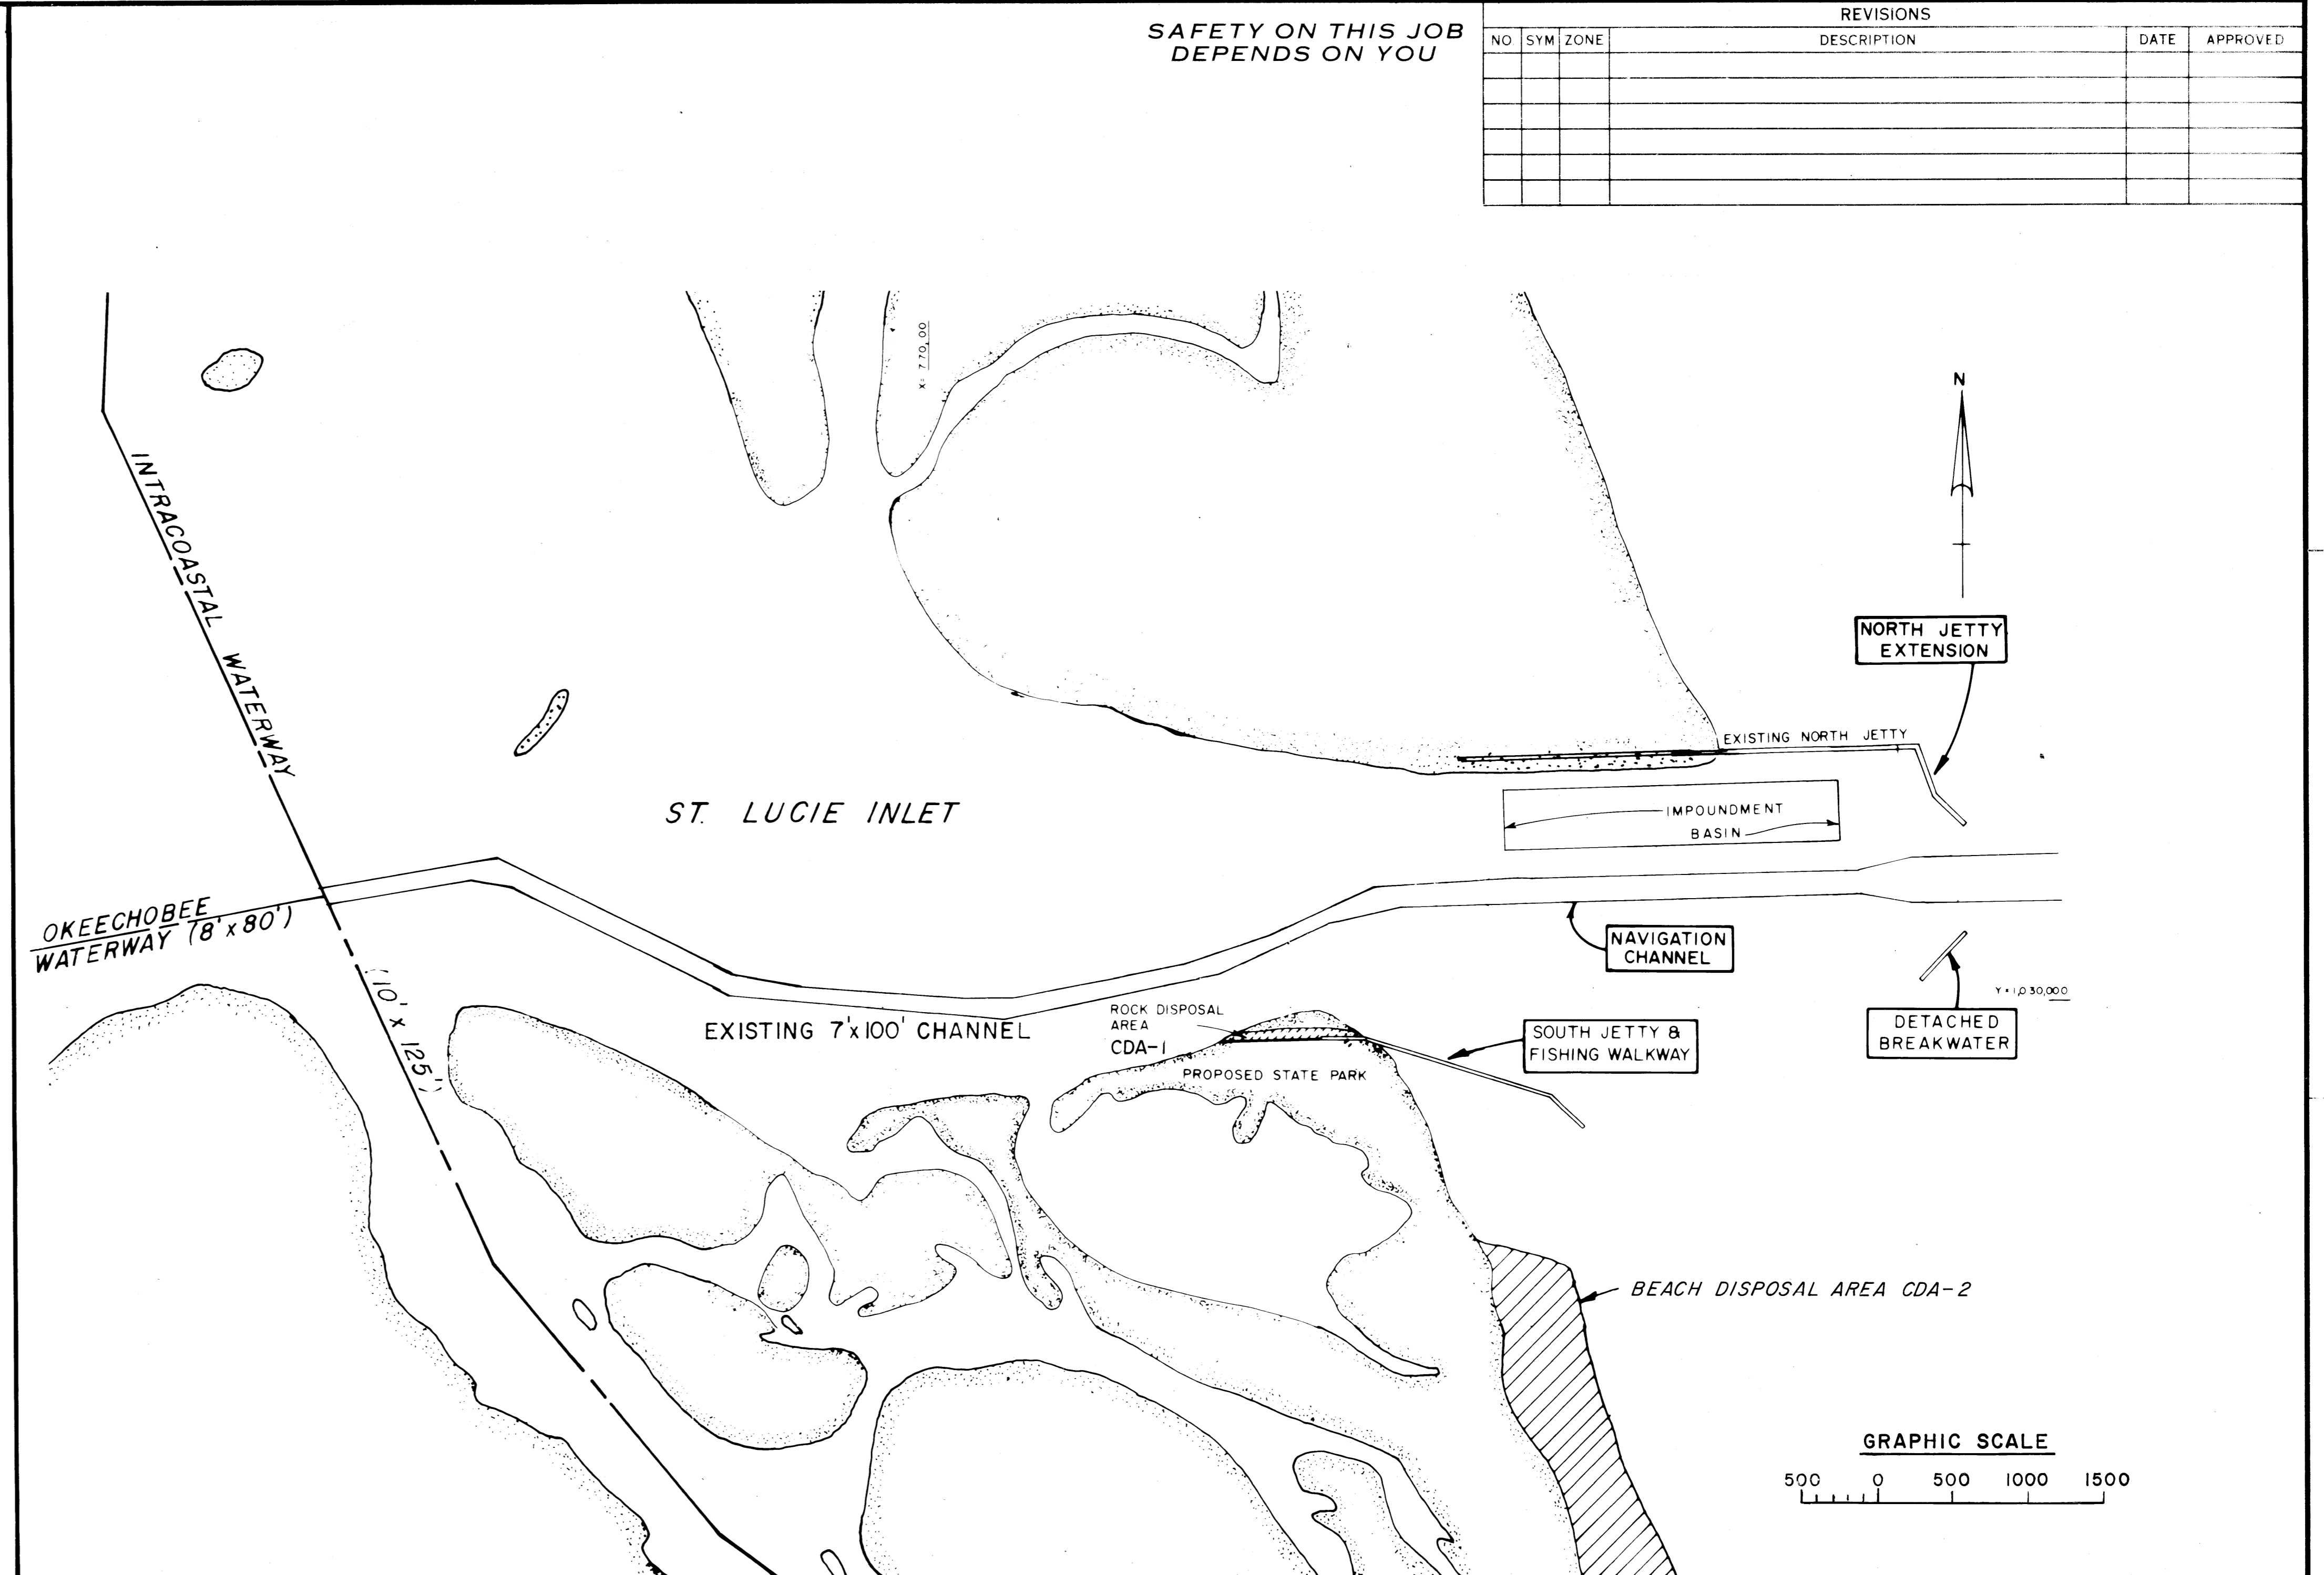 SAFETY ON THIS JOB
DEPENDS ON YOU
REVISIONS
NO SYM ZONE DESCRIPTION DATE APPROVED
X= 770,00
N
INTRACOASTAL WATERWAY
NORTH JETTY
EXTENSION
EXISTING NORTH JETTY
ST. LUCIE INLET
IMPOUNDMENT
BASIN
OKEECHOBEE
WATERWAY (8'x80')
NAVIGATION
CHANNEL
(10' x 125')
Y=1,030,000
EXISTING 7'x100' CHANNEL
ROCK DISPOSAL
AREA
CDA-1
SOUTH JETTY &
FISHING WALKWAY
DETACHED
BREAKWATER
PROPOSED STATE PARK
BEACH DISPOSAL AREA CDA-2
GRAPHIC SCALE
500 0 500 1000 1500